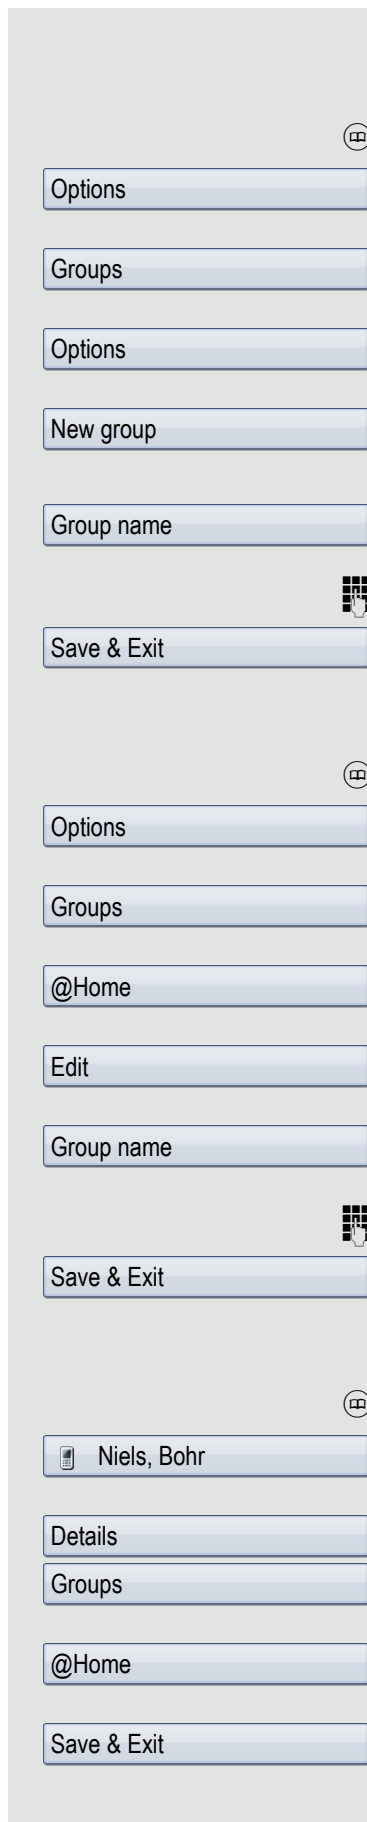 Options
Groups
Options
New group
Group name
Save & Exit
Options
Groups
@Home
Edit
Group name
Save & Exit
Niels, Bohr
Details
Groups
@Home
Save & Exit